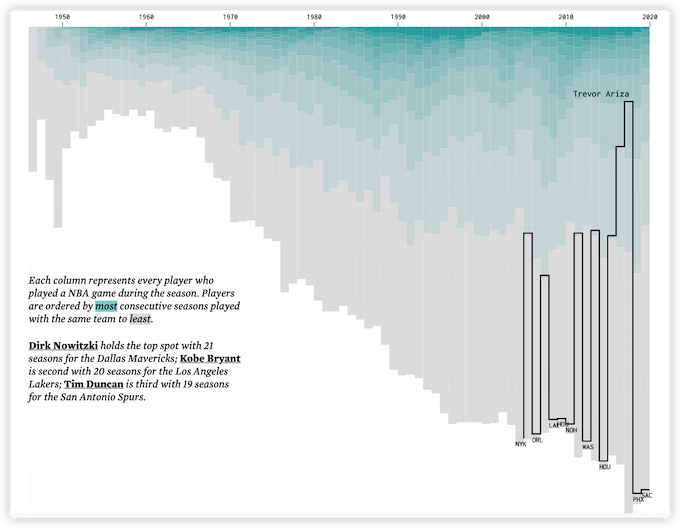 1950 1960 1970 1980 1990 2000 2010 2020
Trevor Ariza
Each column represents every player who
played a NBA game during the season. Players
are ordered by most consecutive seasons played
with the same team to least.
Dirk Nowitzki holds the top spot with 21
seasons for the Dallas Mavericks; Kobe Bryant
is second with 20 seasons for the Los Angeles
Lakers; Tim Duncan is third with 19 seasons
for the San Antonio Spurs.
NYK
ORL
NOH
WAS
HOU
PHX
SAC